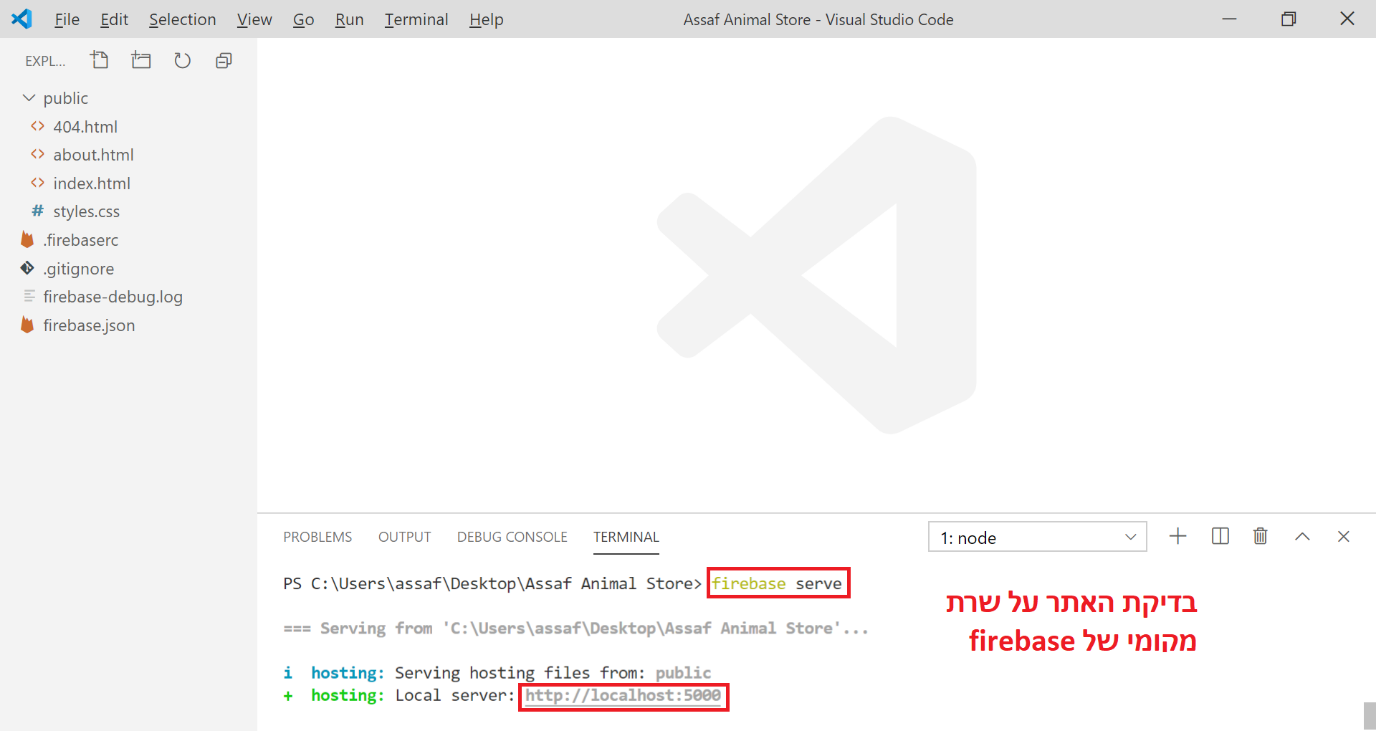 File Edit Selection View Go Run Terminal Help
Assaf Animal Store - Visual Studio Code
EXPL...
public
404.html
about.html
index.html
# styles.css
.firebaserc
.gitignore
firebase-debug.log
firebase.json
PROBLEMS OUTPUT DEBUG CONSOLE TERMINAL
1: node
PS C:\Users\assaf\Desktop\Assaf Animal Store> firebase serve
=== Serving from 'C:\Users\assaf\Desktop\Assaf Animal Store'...
i hosting: Serving hosting files from: public
+ hosting: Local server: http://localhost:5000
בדיקת האתר על שרת
מקומי של firebase